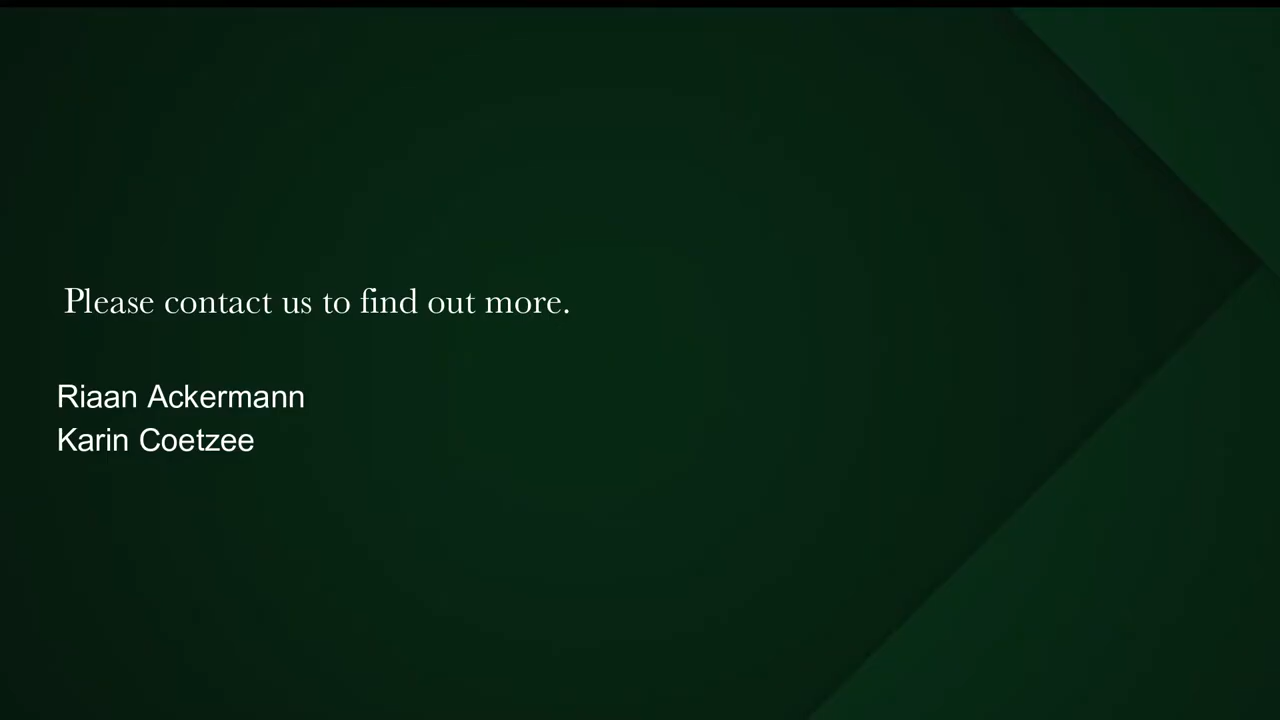 Please contact us to find out more.
Riaan Ackermann
Karin Coetzee